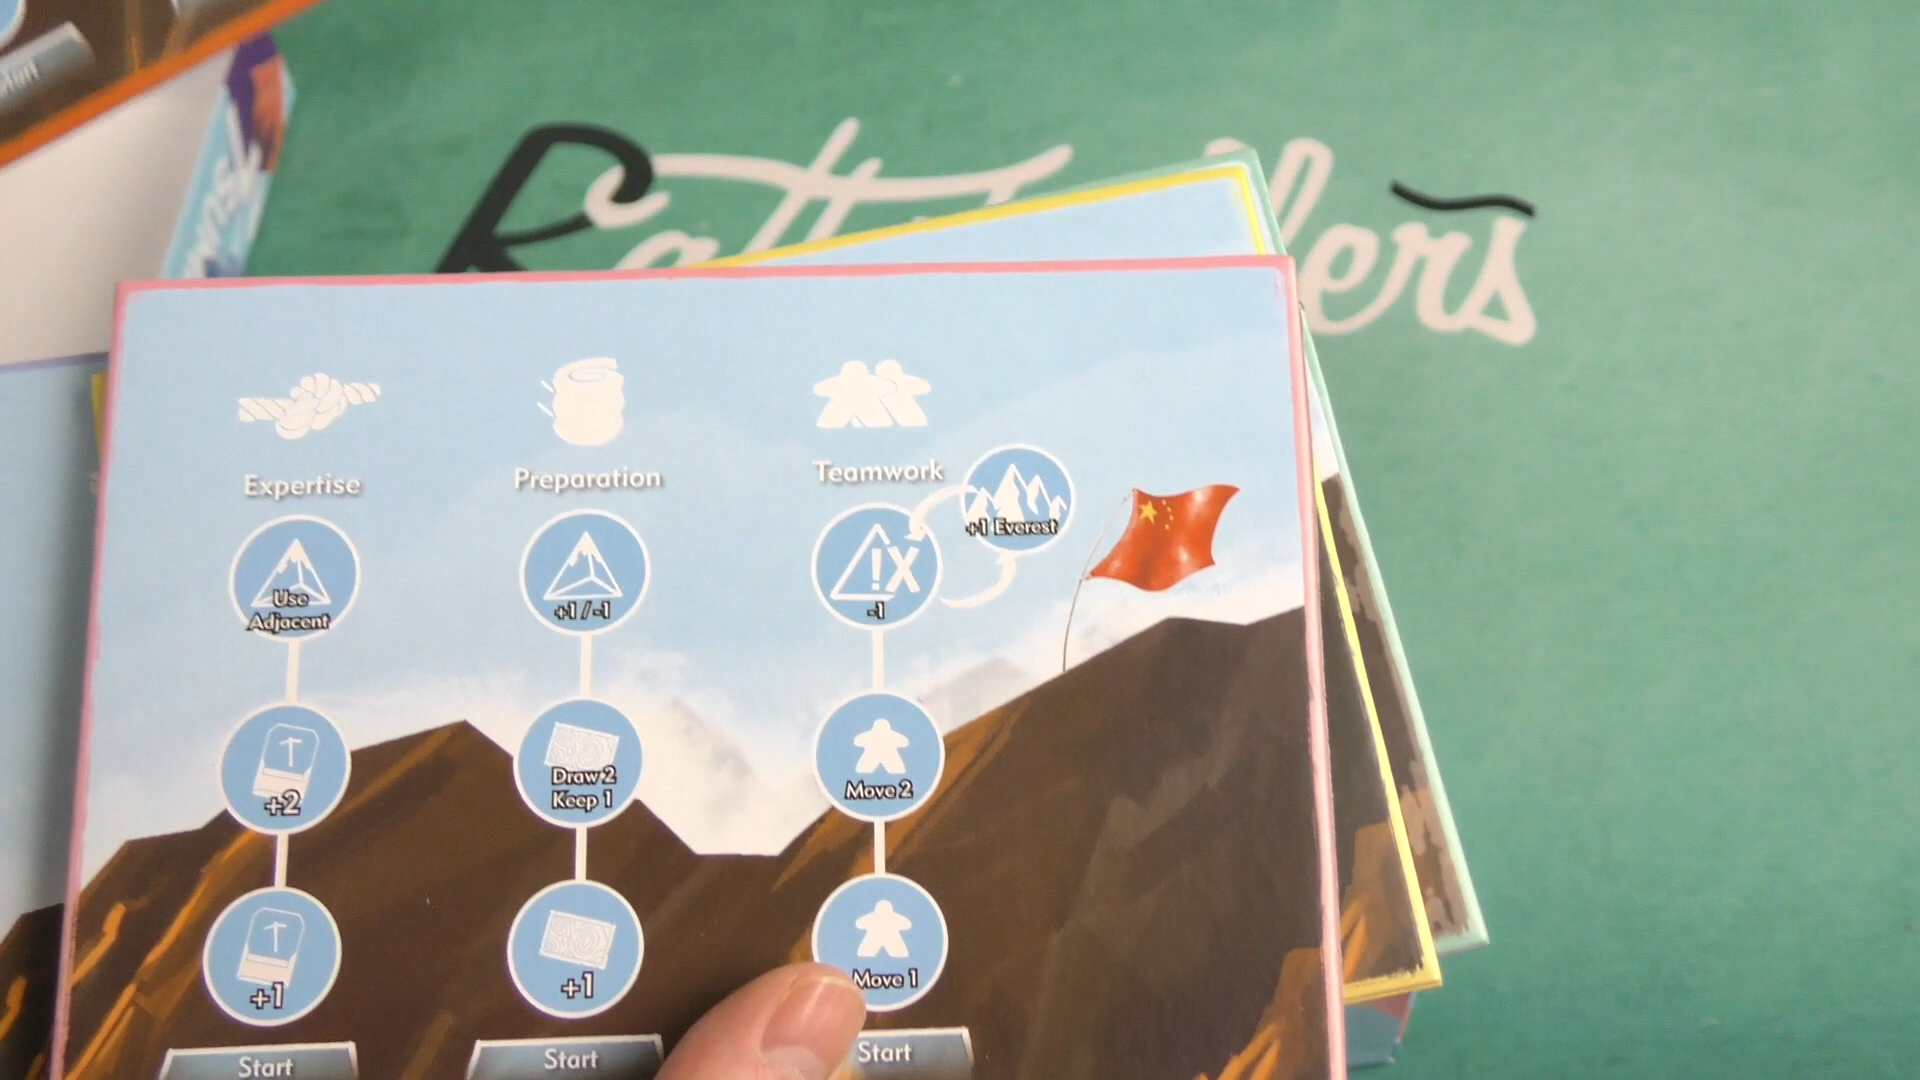 Expertise
Preparation
Teamwork
+1 Everest
Use
Adjacent
+1 / -1
!X
-1
+2
Draw 2
Keep 1
Move 2
+1
+1
Move 1
Start
Start
Start